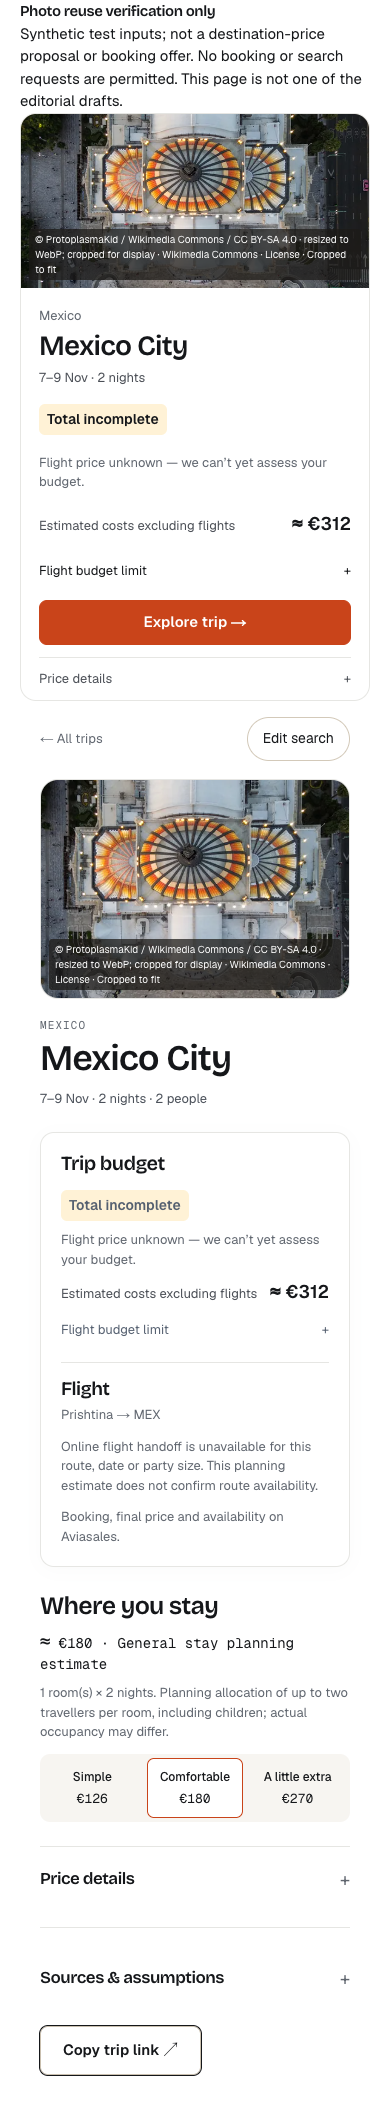 Photo reuse verification only
Synthetic test inputs; not a destination-price
proposal or booking offer. No booking or search
requests are permitted. This page is not one of the
editorial drafts.
© ProtoplasmaKid / Wikimedia Commons / CC BY-SA 4.0 · resized to
WebP; cropped for display · Wikimedia Commons · License · Cropped
to fit
Mexico
Mexico City
7–9 Nov · 2 nights
Total incomplete
Flight price unknown — we can’t yet assess your
budget.
Estimated costs excluding flights ≈ €312
Flight budget limit +
Explore trip →
Price details +
← All trips Edit search
© ProtoplasmaKid / Wikimedia Commons / CC BY-SA 4.0 ·
resized to WebP; cropped for display · Wikimedia Commons ·
License · Cropped to fit
MEXICO
Mexico City
7–9 Nov · 2 nights · 2 people
Trip budget
Total incomplete
Flight price unknown — we can’t yet assess
your budget.
Estimated costs excluding flights ≈ €312
Flight budget limit +
Flight
Prishtina → MEX
Online flight handoff is unavailable for this
route, date or party size. This planning
estimate does not confirm route availability.
Booking, final price and availability on
Aviasales.
Where you stay
≈ €180 · General stay planning
estimate
1 room(s) × 2 nights. Planning allocation of up to two
travellers per room, including children; actual
occupancy may differ.
Simple Comfortable A little extra
€126 €180 €270
Price details +
Sources & assumptions +
Copy trip link ↗